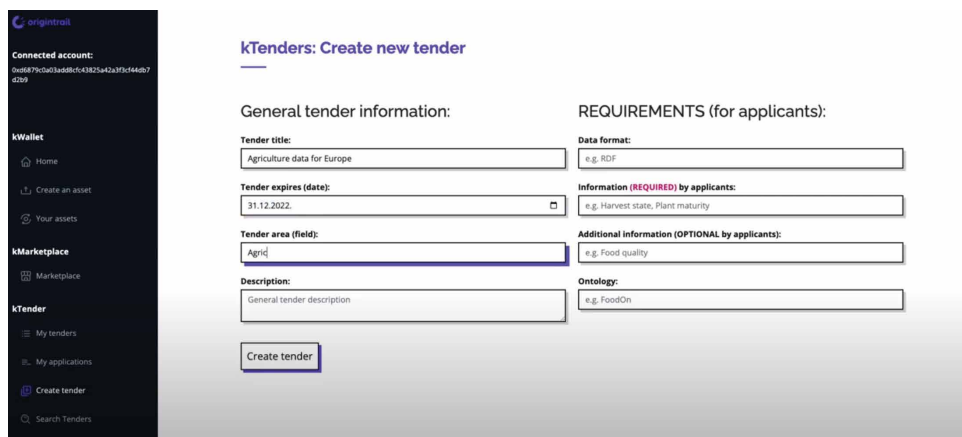 origintrail
Connected account:
0xd6879c0a03add8cfc43825a42a3f3cf44db7
d2b9
kWallet
Home
Create an asset
Your assets
kMarketplace
Marketplace
kTender
My tenders
My applications
Create tender
Search Tenders
kTenders: Create new tender
General tender information:
Tender title:
Agriculture data for Europe
Tender expires (date):
31.12.2022.
Tender area (field):
Agric
Description:
General tender description
Create tender
REQUIREMENTS (for applicants):
Data format:
e.g. RDF
Information (REQUIRED) by applicants:
e.g. Harvest state, Plant maturity
Additional information (OPTIONAL by applicants):
e.g. Food quality
Ontology:
e.g. FoodOn